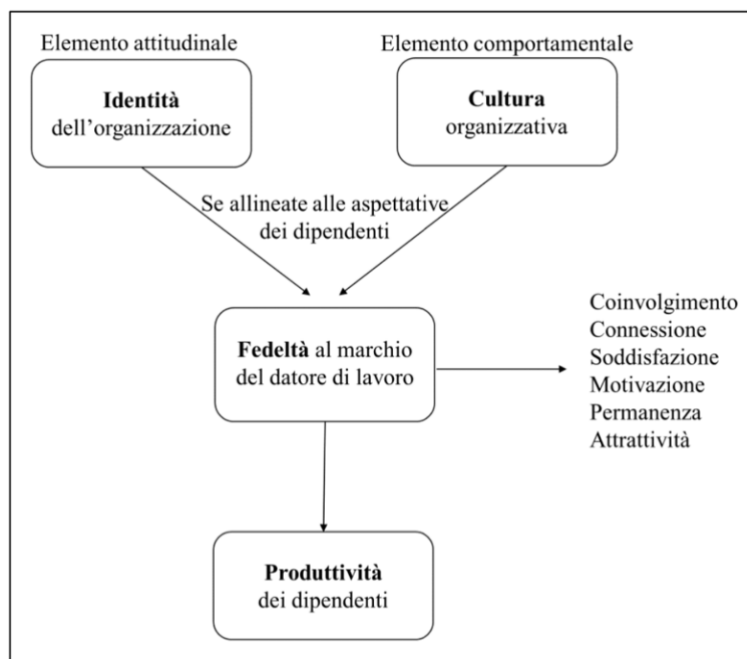 Elemento attitudinale
Identità
dell’organizzazione
Elemento comportamentale
Cultura
organizzativa
Se allineate alle aspettative
dei dipendenti
Fedeltà al marchio
del datore di lavoro
Coinvolgimento
Connessione
Soddisfazione
Motivazione
Permanenza
Attrattività
Produttività
dei dipendenti